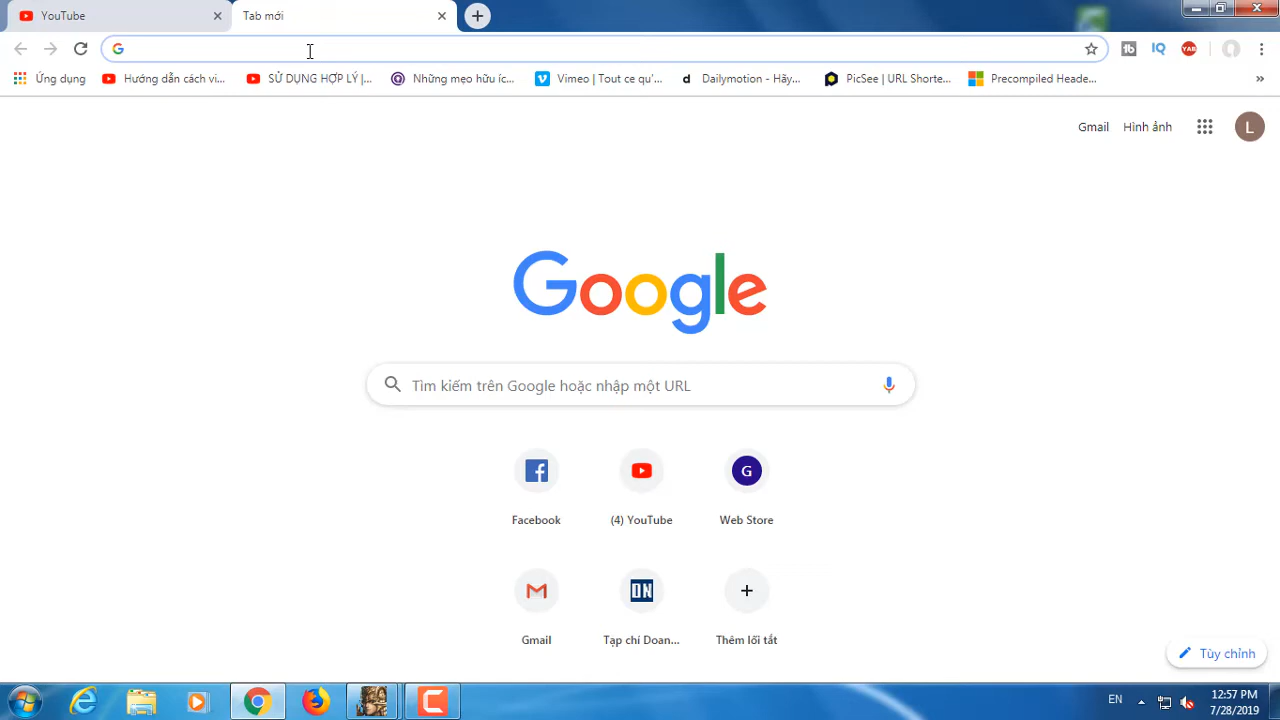 YouTube
Tab mới
Ứng dụng
Hướng dẫn cách vi...
SỬ DỤNG HỢP LÝ |...
Những mẹo hữu íc...
Vimeo | Tout ce qu'...
d
Dailymotion - Hãy...
PicSee | URL Shorte...
Precompiled Heade...
»
tb
IQ
YAB
Gmail
Hình ảnh
L
Google
Tìm kiếm trên Google hoặc nhập một URL
G
Facebook
(4) YouTube
Web Store
DN
Gmail
Tạp chí Doan...
Thêm lối tắt
Tùy chỉnh
EN
12:57 PM
7/28/2019